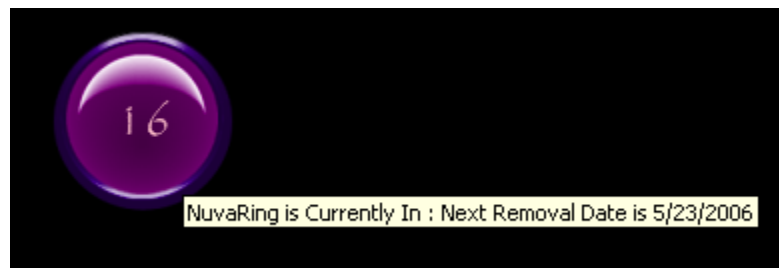 16
NuvaRing is Currently In : Next Removal Date is 5/23/2006